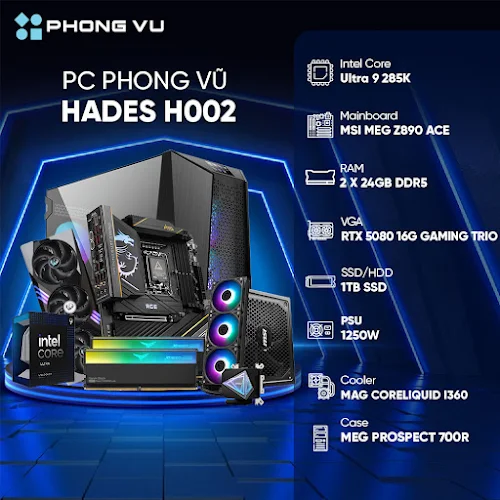 PHONG VU
PC PHONG VŨ
HADES H002
Intel Core
Ultra 9 285K
Mainboard
MSI MEG Z890 ACE
RAM
2 X 24GB DDR5
VGA
RTX 5080 16G GAMING TRIO
SSD/HDD
1TB SSD
PSU
1250W
Cooler
MAG CORELIQUID I360
Case
MEG PROSPECT 700R
intel
CORE
ULTRA